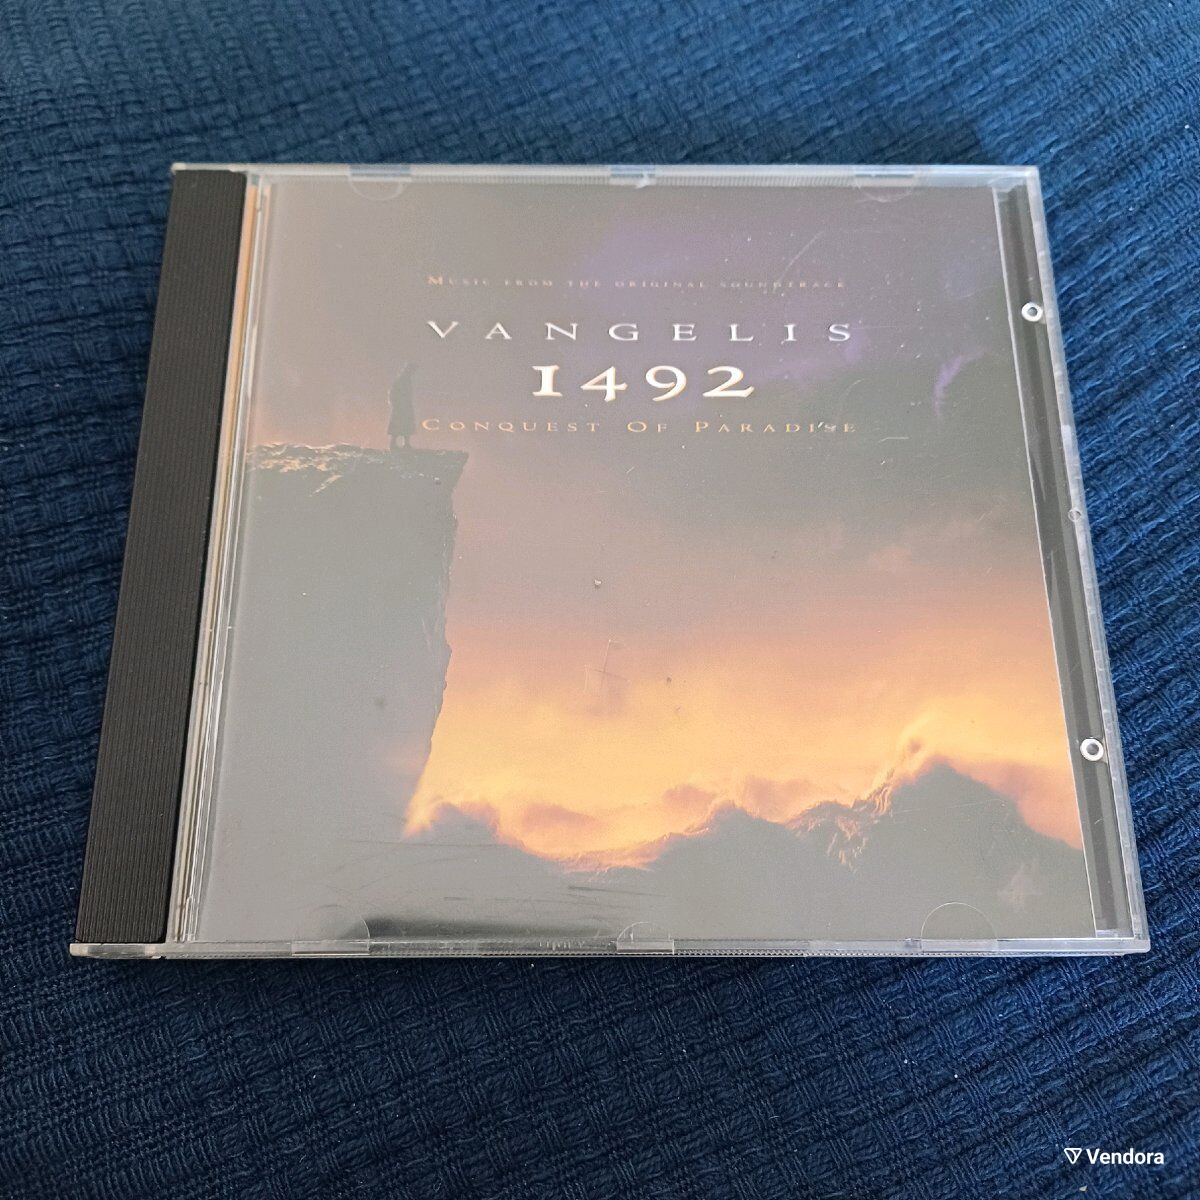 MUSIC FROM THE ORIGINAL SOUNDTRACK
VANGELIS
1492
CONQUEST OF PARADISE
Vendora